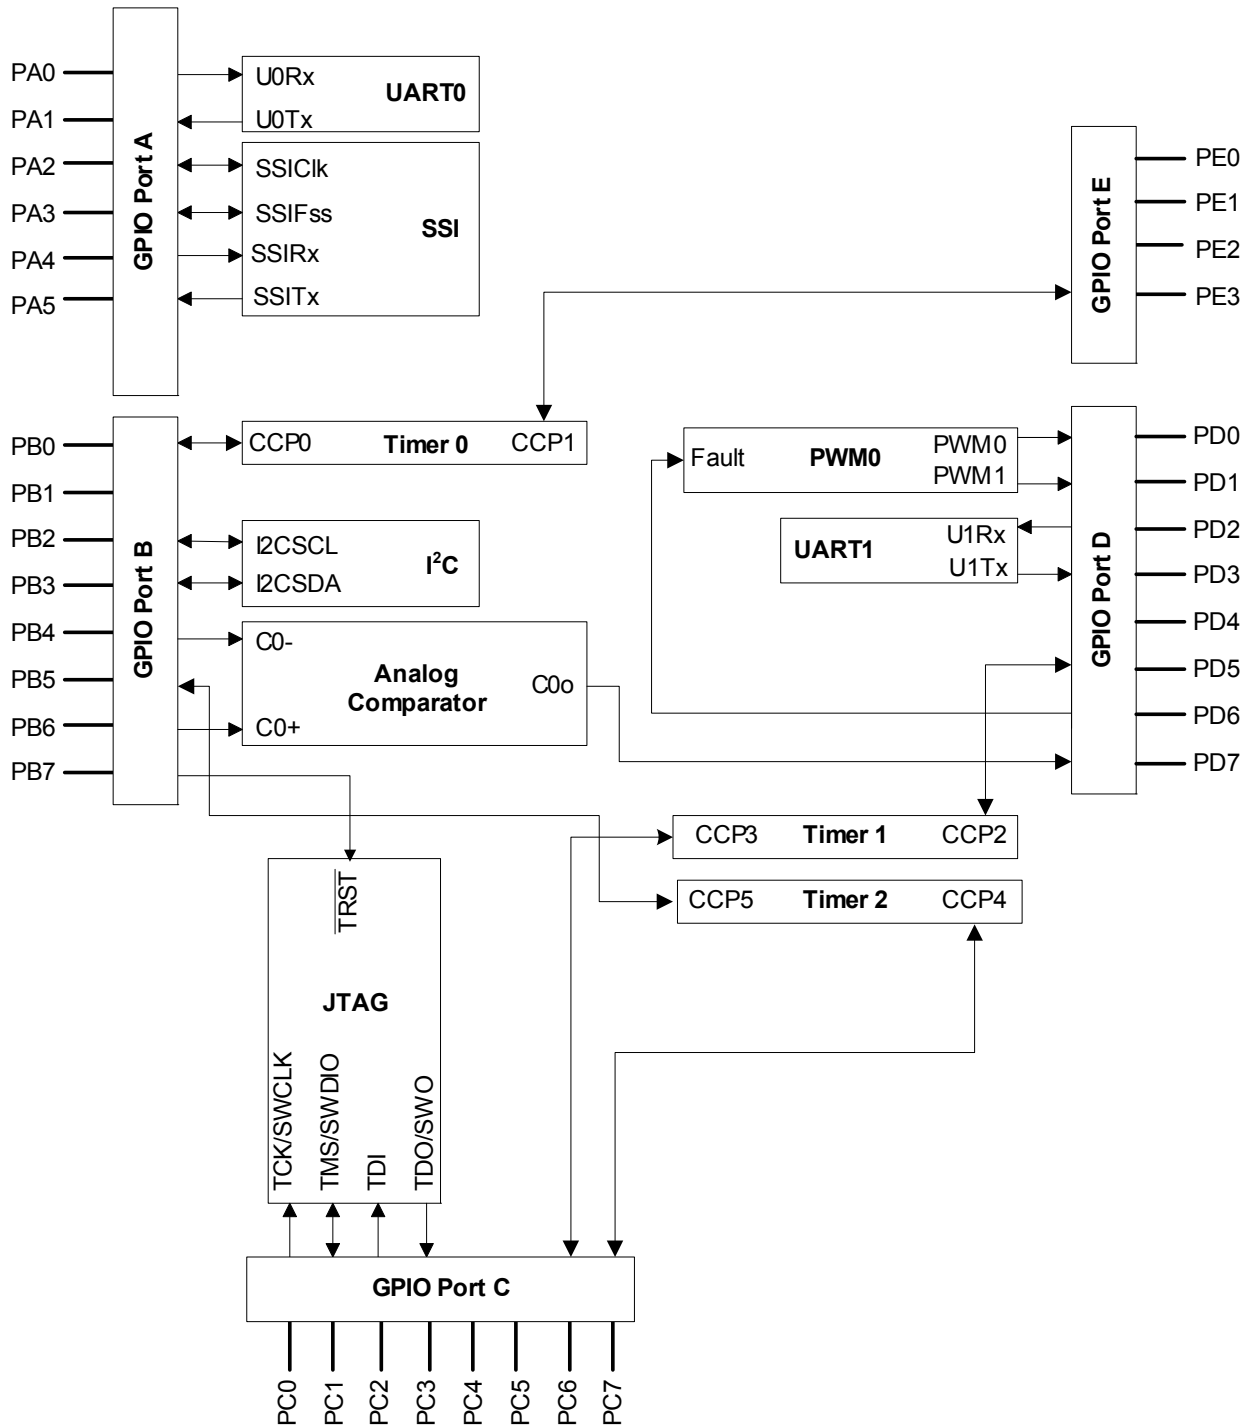 PA0
PA1
PA2
PA3
PA4
PA5
GPIO Port A
U0Rx
U0Tx
UART0
SSIClk
SSIFss
SSIRx
SSITx
SSI
GPIO Port E
PE0
PE1
PE2
PE3
PB0
PB1
PB2
PB3
PB4
PB5
PB6
PB7
GPIO Port B
CCP0
Timer 0
CCP1
I2CSCL
I2CSDA
I²C
C0-
C0+
Analog
Comparator
C0o
Fault
PWM0
PWM0
PWM1
UART1
U1Rx
U1Tx
GPIO Port D
PD0
PD1
PD2
PD3
PD4
PD5
PD6
PD7
CCP3
Timer 1
CCP2
CCP5
Timer 2
CCP4
TRST
JTAG
TCK/SWCLK
TMS/SWDIO
TDI
TDO/SWO
GPIO Port C
PC0
PC1
PC2
PC3
PC4
PC5
PC6
PC7